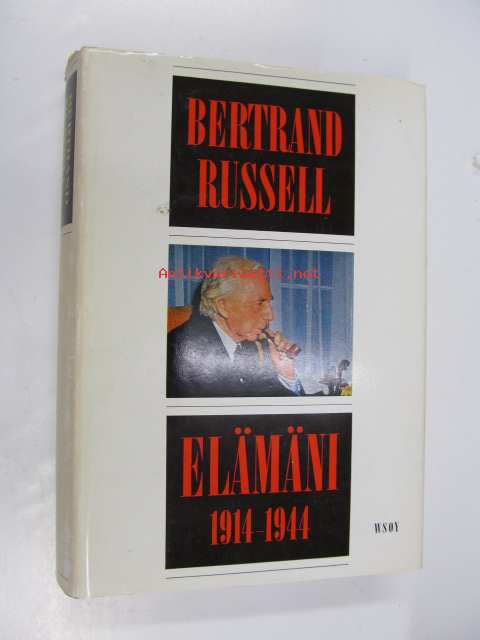 BERTRAND
RUSSELL
Antikvariaatti.net
ELÄMÄNI
1914-1944
WSOY